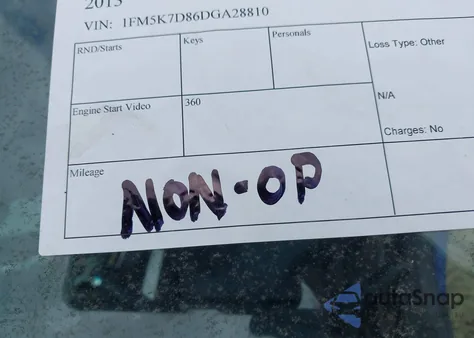 2013
VIN: 1FM5K7D86DGA28810
RND/Starts
Keys
Personals
Loss Type: Other
Engine Start Video
360
N/A
Charges: No
Mileage
NON-OP
autoSnap